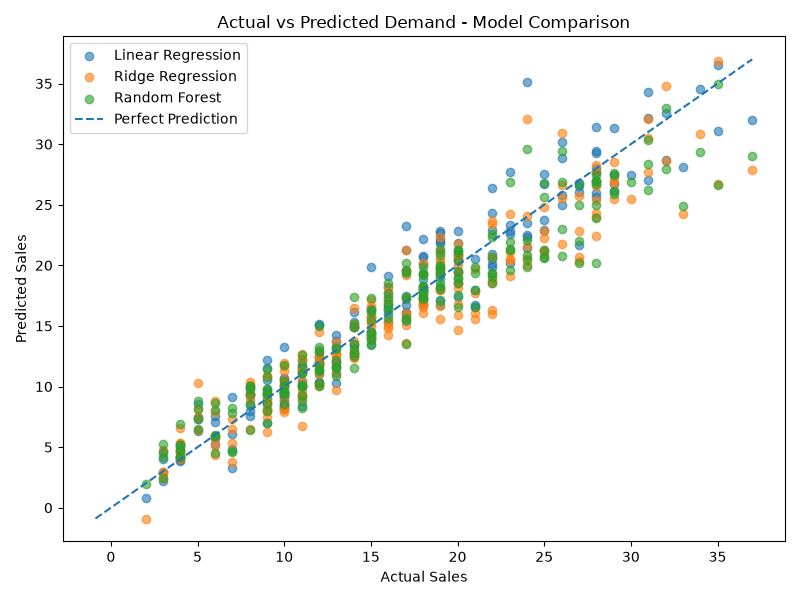 Actual vs Predicted Demand - Model Comparison
Linear Regression
Ridge Regression
Random Forest
Perfect Prediction
Predicted Sales
35
30
25
20
15
10
5
0
0 5 10 15 20 25 30 35
Actual Sales